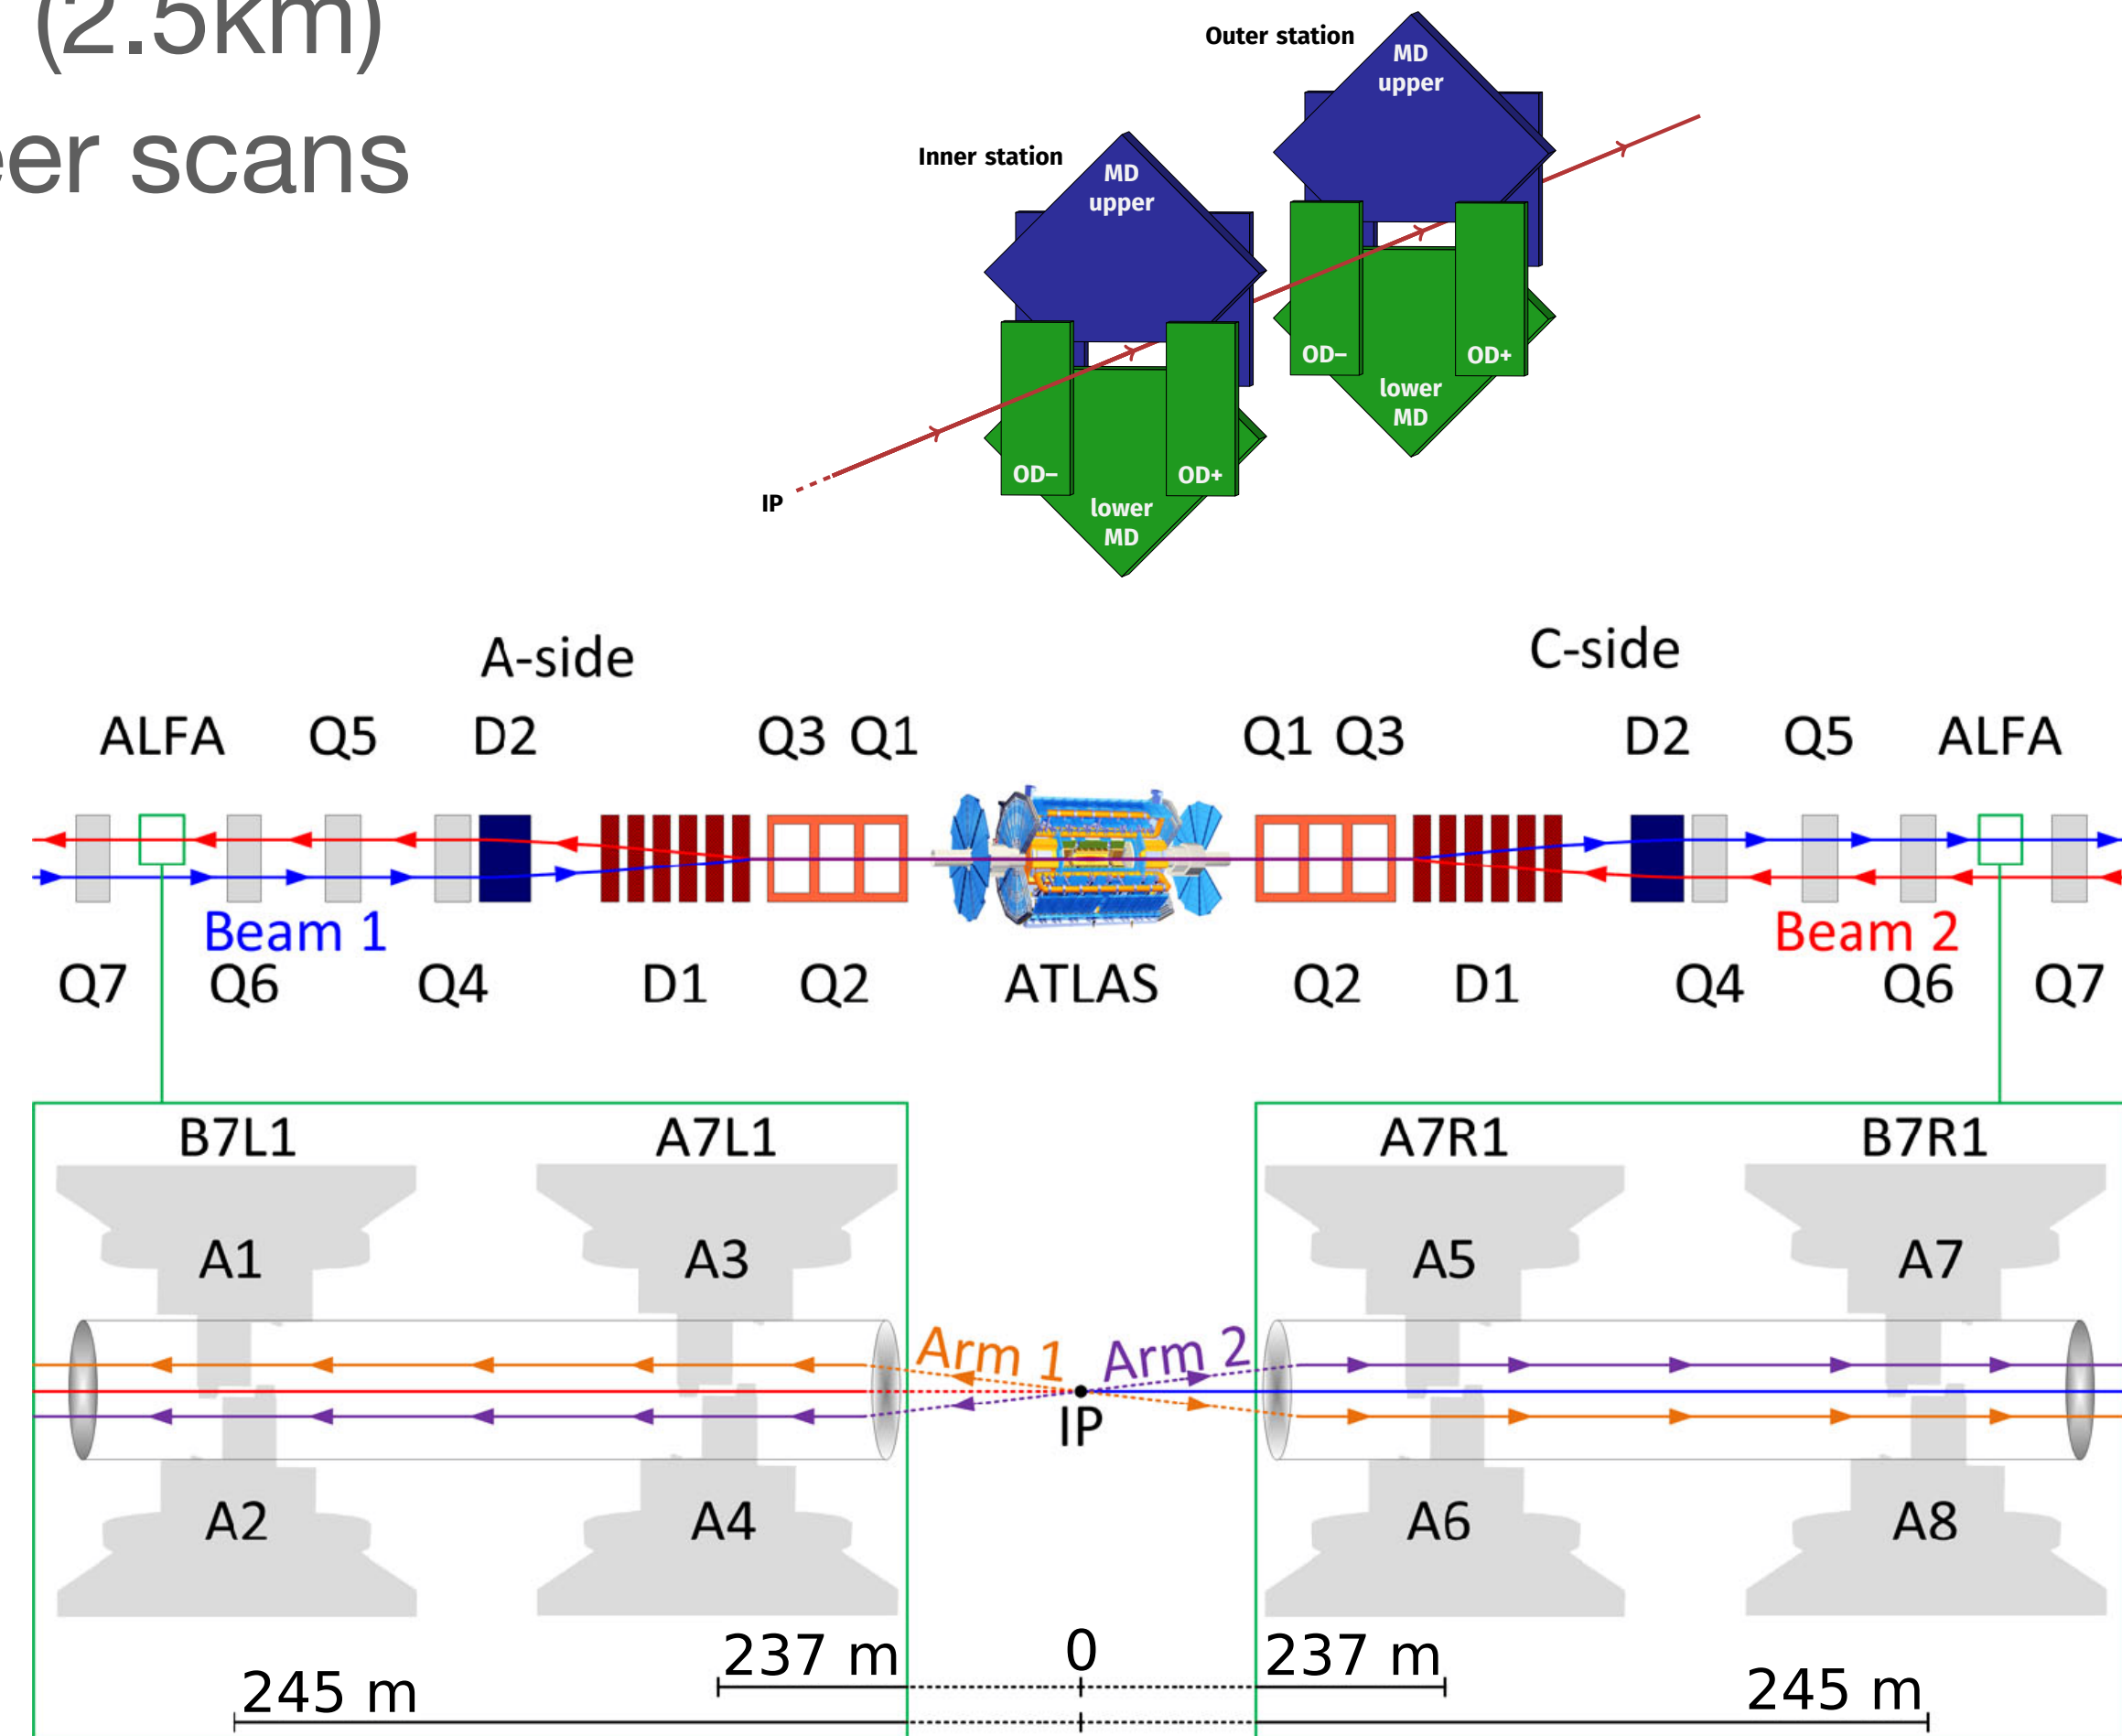 (2.5km)
scans
Outer station
MD
upper
Inner station
MD
upper
OD−
OD+
lower
MD
OD−
OD+
lower
MD
IP
A-side
C-side
ALFA Q5 D2 Q3 Q1 Q1 Q3 D2 Q5 ALFA
Beam 1
Beam 2
Q7 Q6 Q4 D1 Q2 ATLAS Q2 D1 Q4 Q6 Q7
B7L1 A7L1 A7R1 B7R1
A1 A3 A5 A7
Arm 1 Arm 2
IP
A2 A4 A6 A8
237 m 0 237 m
245 m 245 m